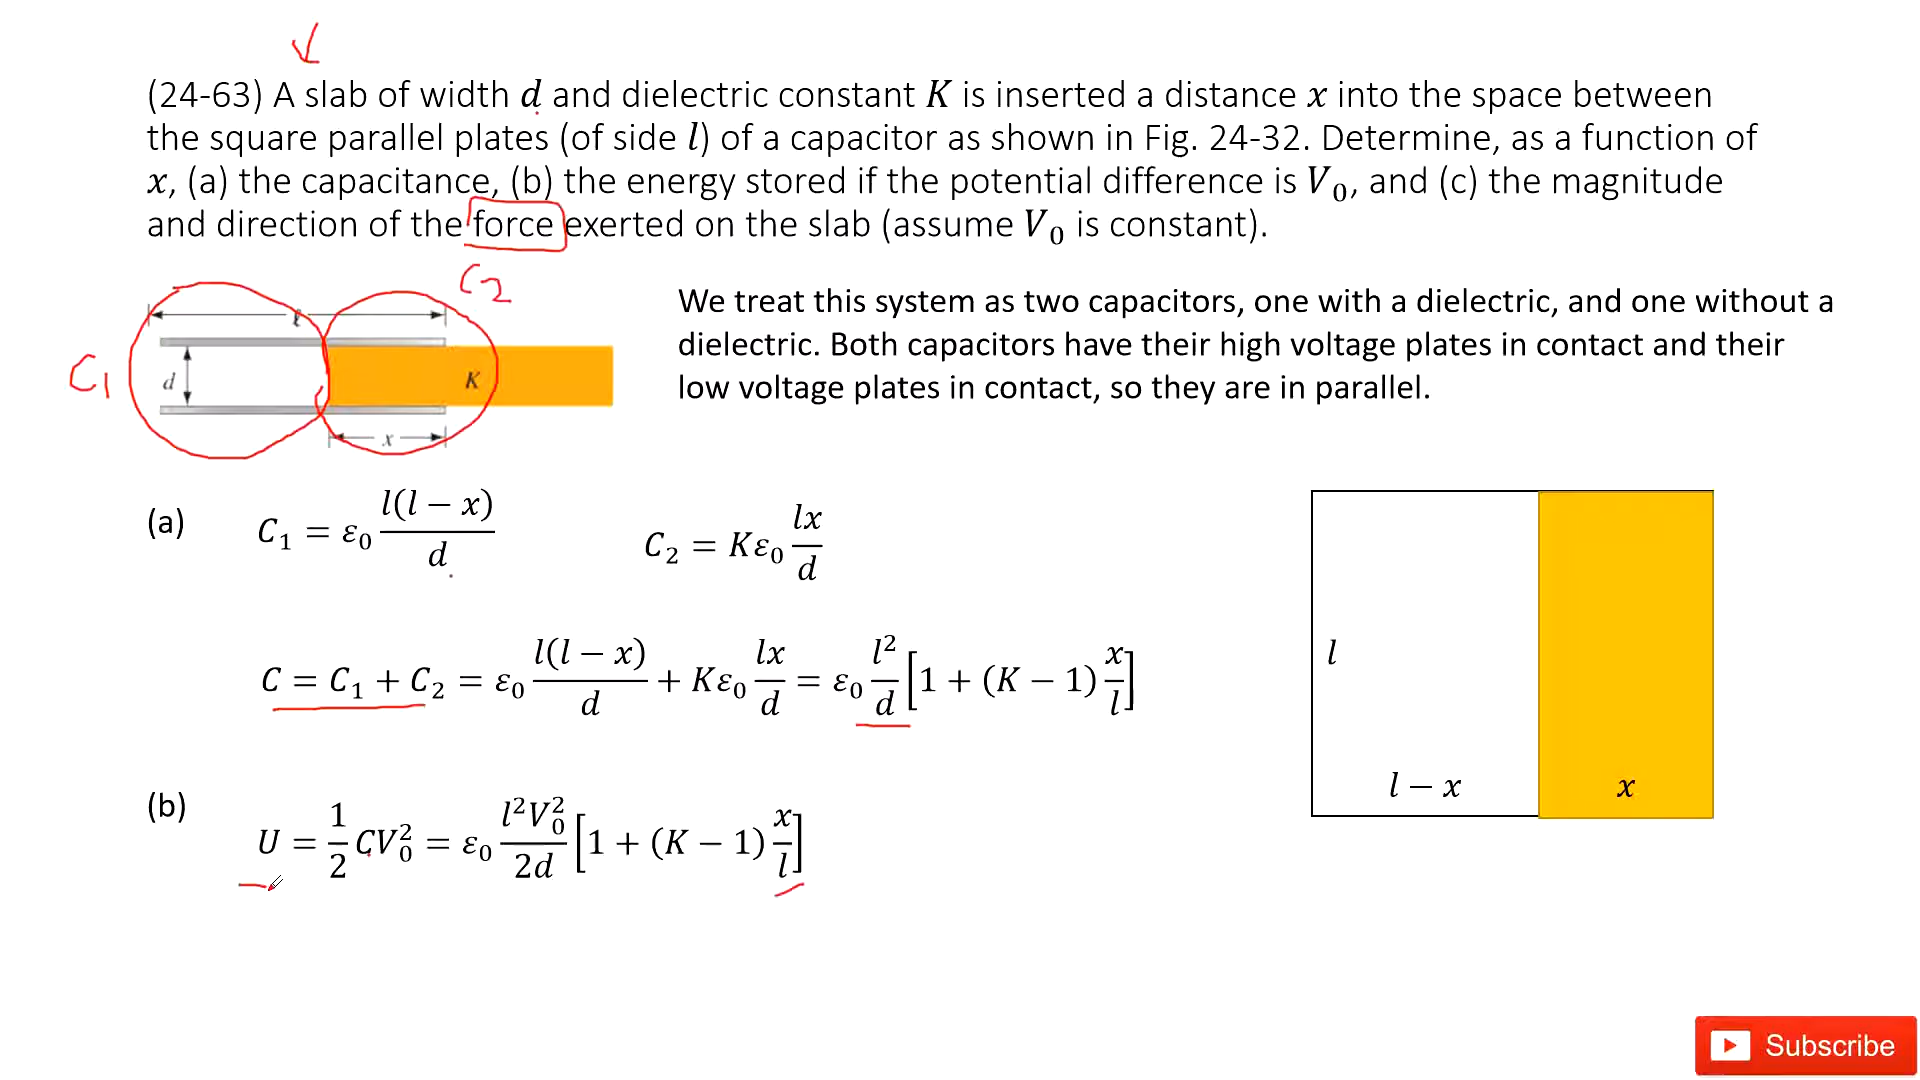 (24-63) A slab of width d and dielectric constant K is inserted a distance x into the space between
the square parallel plates (of side l) of a capacitor as shown in Fig. 24-32. Determine, as a function of
x, (a) the capacitance, (b) the energy stored if the potential difference is V₀, and (c) the magnitude
and direction of the force exerted on the slab (assume V₀ is constant).
C2
ℓ
C1
d
K
x
We treat this system as two capacitors, one with a dielectric, and one without a
dielectric. Both capacitors have their high voltage plates in contact and their
low voltage plates in contact, so they are in parallel.
(a) C₁ = ε₀ l(l − x)/d C₂ = Kε₀ lx/d
C = C₁ + C₂ = ε₀ l(l − x)/d + Kε₀ lx/d = ε₀ l²/d [1 + (K − 1) x/l]
l
l − x x
(b) U = 1/2 CV₀² = ε₀ l²V₀²/2d [1 + (K − 1) x/l]
Subscribe